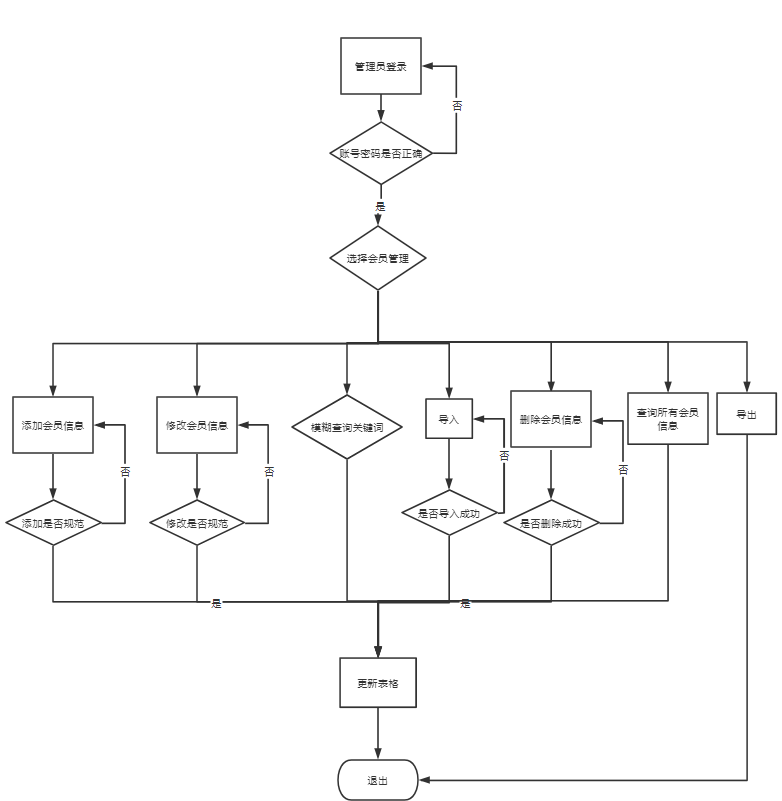 管理员登录
否
账号密码是否正确
是
选择会员管理
添加会员信息
修改会员信息
模糊查询关键词
导入
删除会员信息
查询所有会员
信息
导出
否
否
否
否
添加是否规范
修改是否规范
是否导入成功
是否删除成功
是
是
更新表格
退出